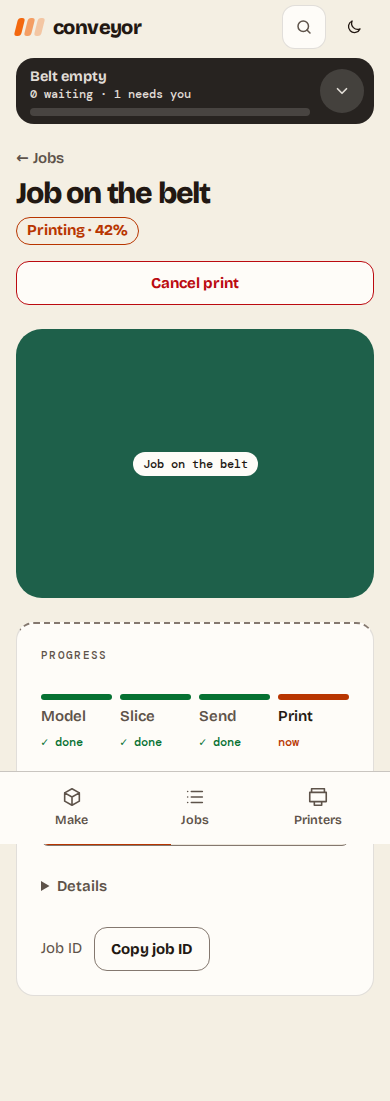 conveyor
Belt empty
0 waiting · 1 needs you
← Jobs
Job on the belt
Printing · 42%
Cancel print
Job on the belt
PROGRESS
Model Slice Send Print
✓ done ✓ done ✓ done now
Make Jobs Printers
▶ Details
Job ID Copy job ID